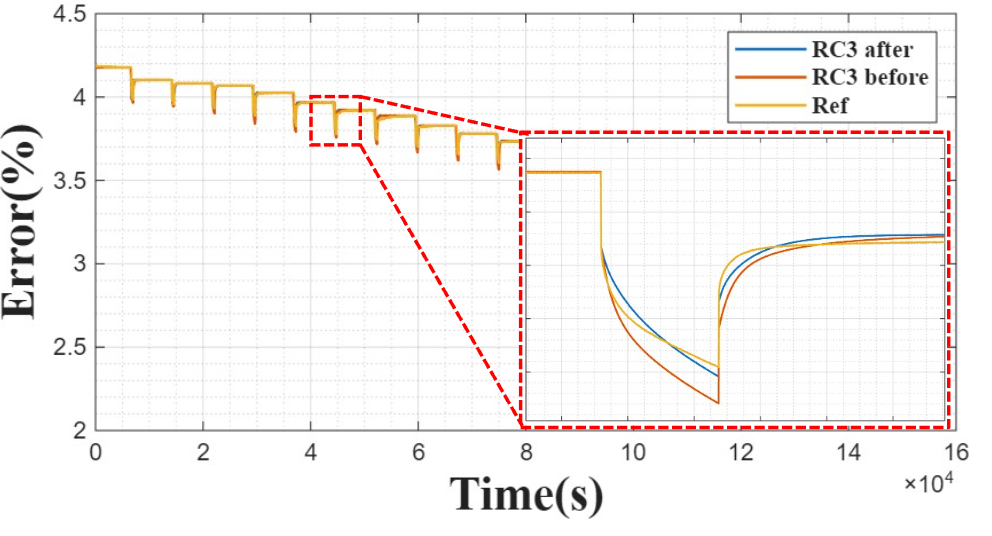 4.5
4
3.5
3
2.5
2
Error(%)
RC3 after
RC3 before
Ref
0 2 4 6 8 10 12 14 16
×10⁴
Time(s)